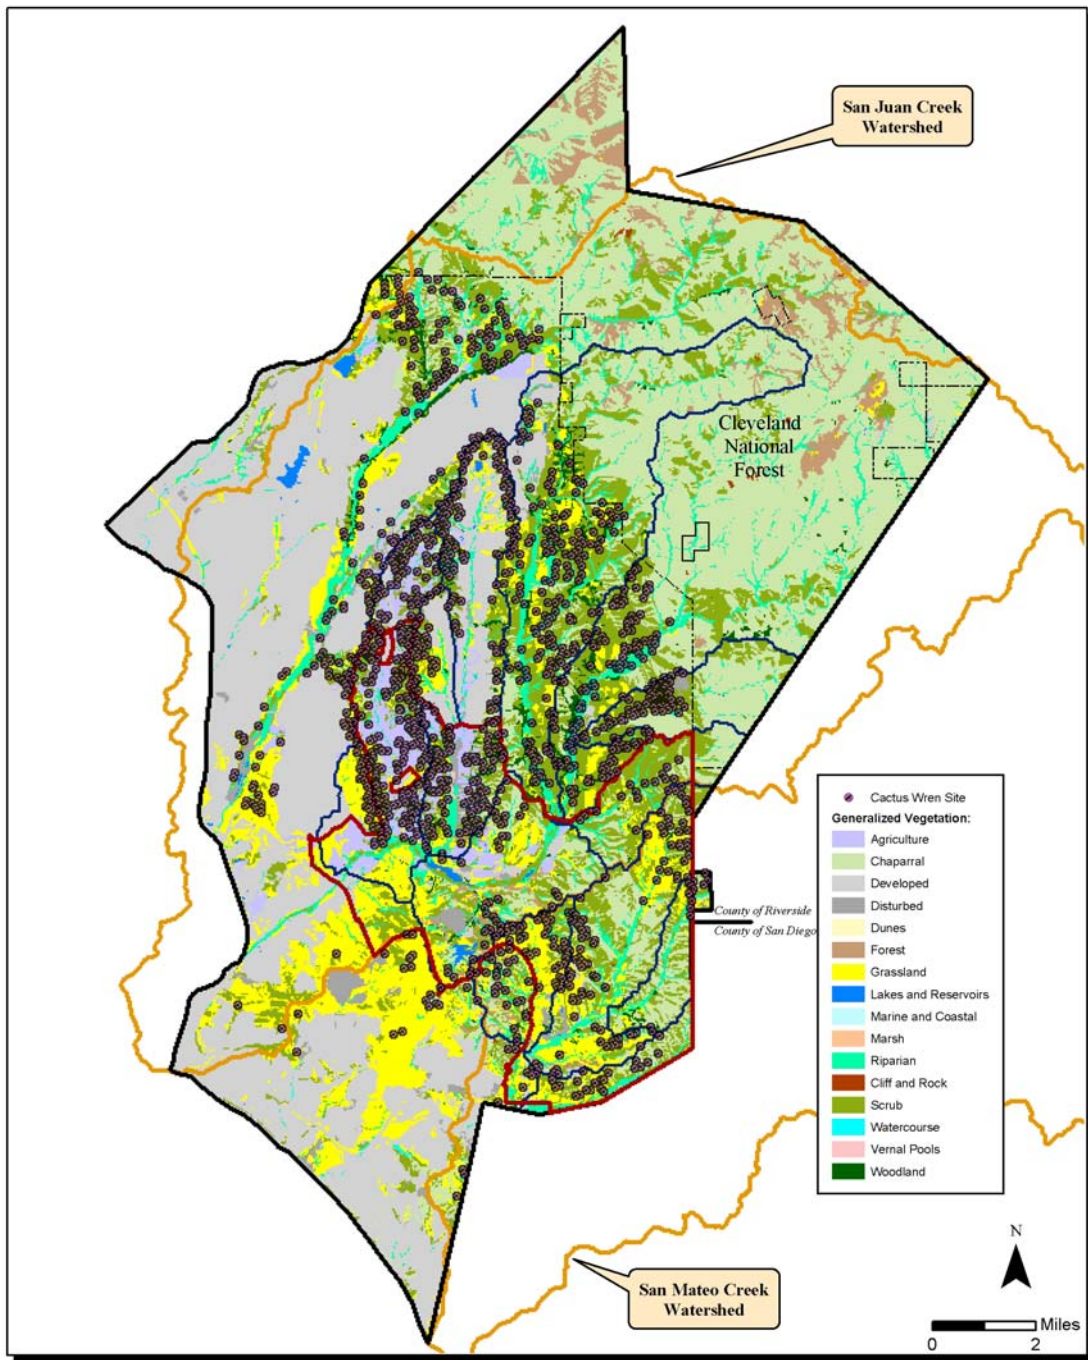 San Juan Creek
Watershed
Cleveland
National
Forest
Cactus Wren Site
Generalized Vegetation:
Agriculture
Chaparral
Developed
Disturbed
Dunes
Forest
Grassland
Lakes and Reservoirs
Marine and Coastal
Marsh
Riparian
Cliff and Rock
Scrub
Watercourse
Vernal Pools
Woodland
County of Riverside
County of San Diego
San Mateo Creek
Watershed
N
Miles
0 2